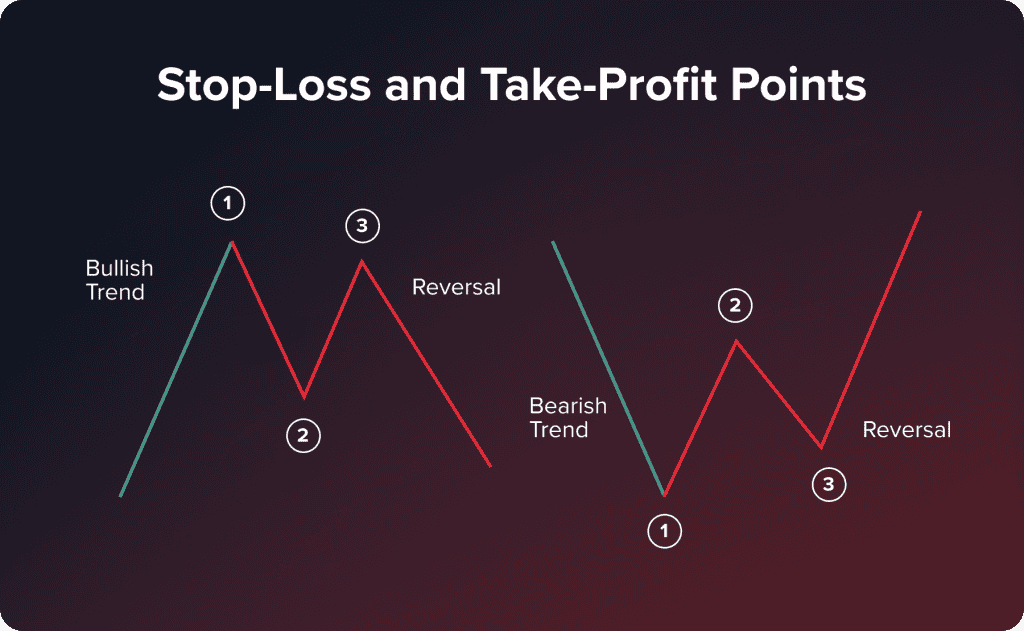 Stop-Loss and Take-Profit Points
1
3
Bullish
Trend
Reversal
2
2
Bearish
Trend
Reversal
3
1